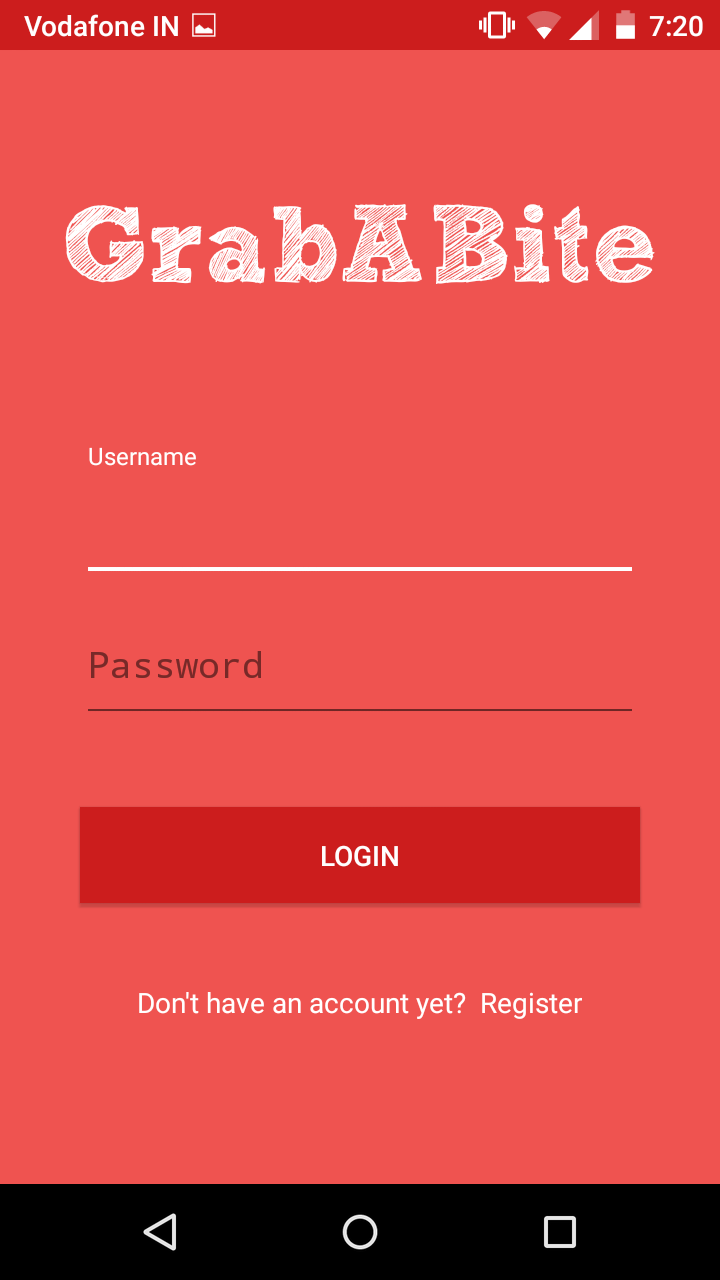 Vodafone IN 7:20
GrabABite
Username
Password
LOGIN
Don't have an account yet? Register